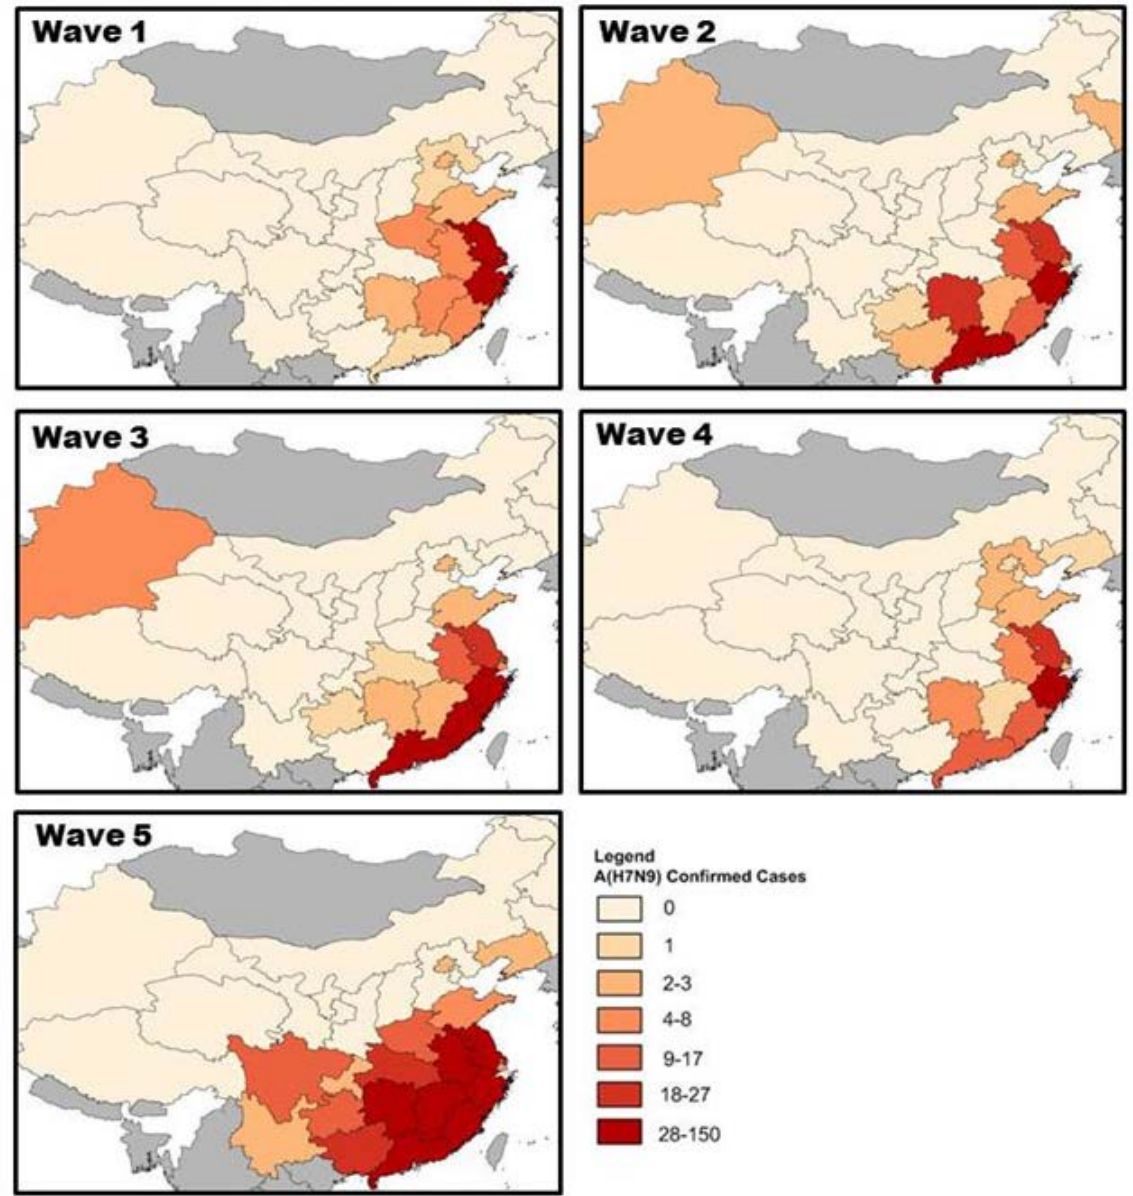 Wave 1
Wave 2
Wave 3
Wave 4
Wave 5
Legend
A(H7N9) Confirmed Cases
0
1
2-3
4-8
9-17
18-27
28-150